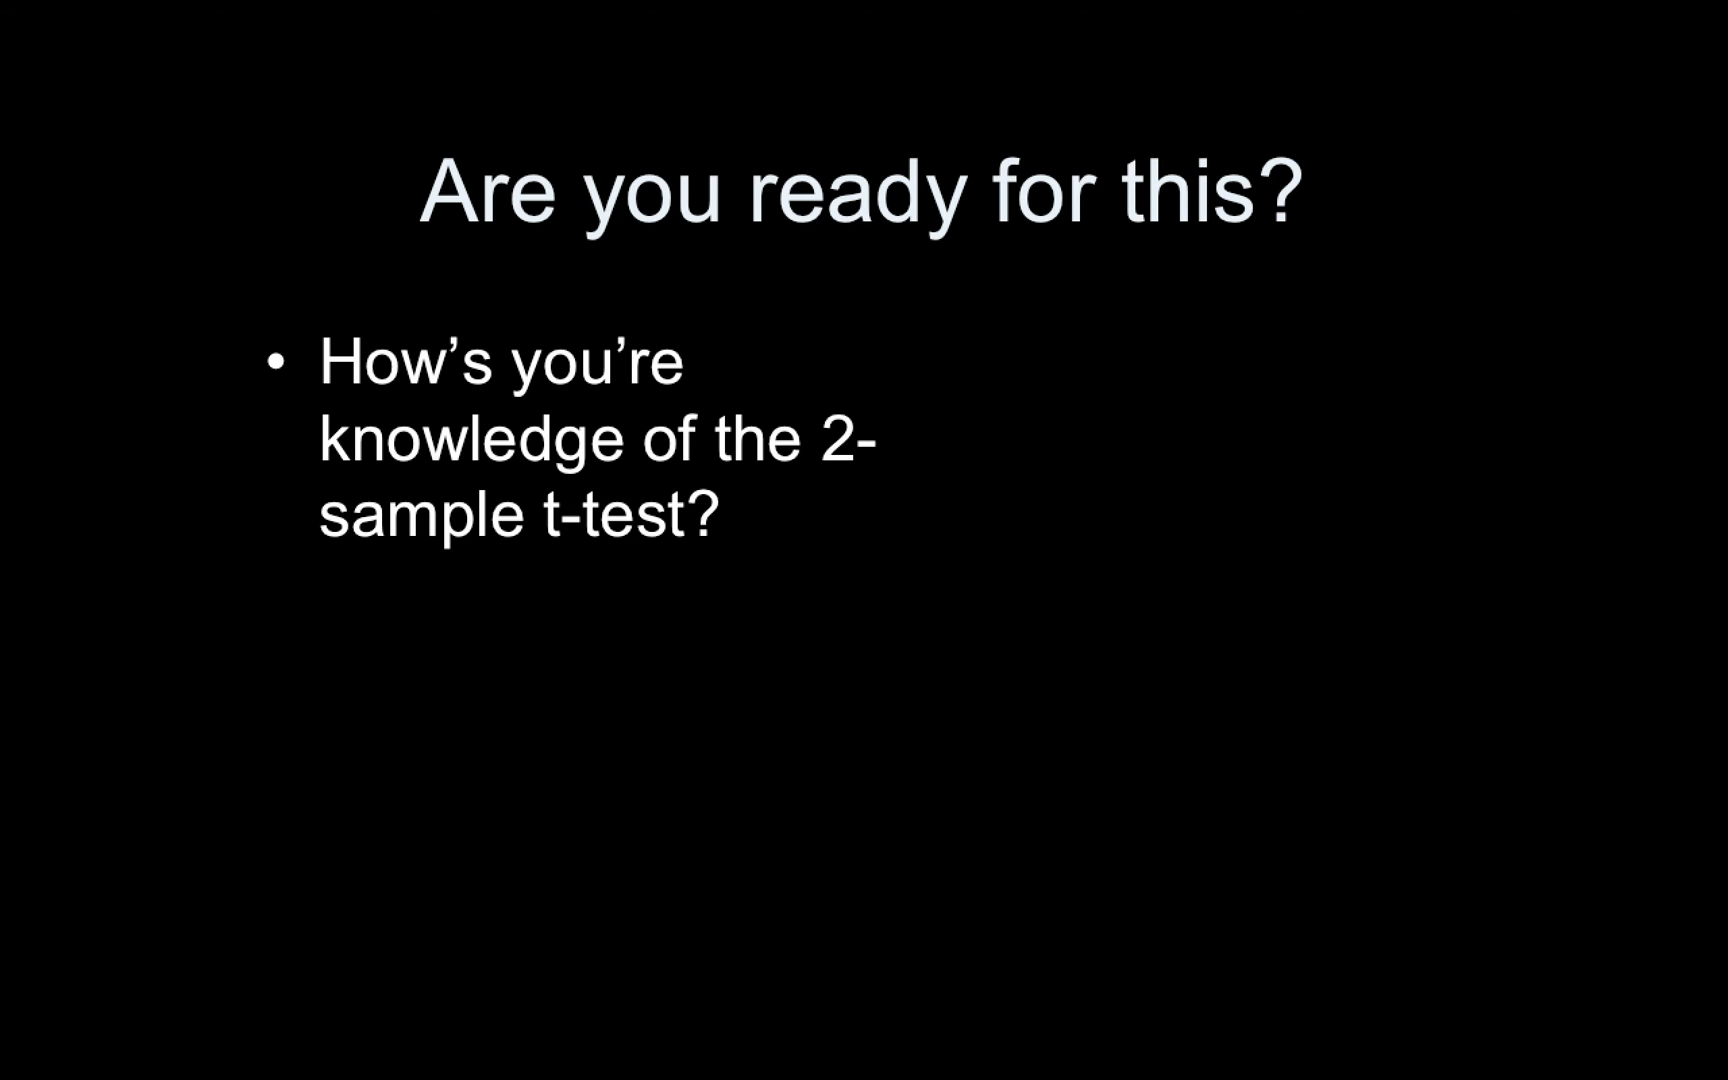 Are you ready for this?
• How’s you’re
knowledge of the 2-
sample t-test?